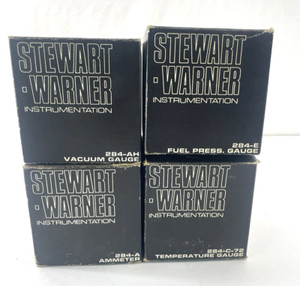 STEWART
·WARNER
INSTRUMENTATION
284-AH
VACUUM GAUGE
STEWART
·WARNER
INSTRUMENTATION
284-E
FUEL PRESS. GAUGE
STEWART
·WARNER
INSTRUMENTATION
284-A
AMMETER
STEWART
·WARNER
INSTRUMENTATION
284-C-72
TEMPERATURE GAUGE